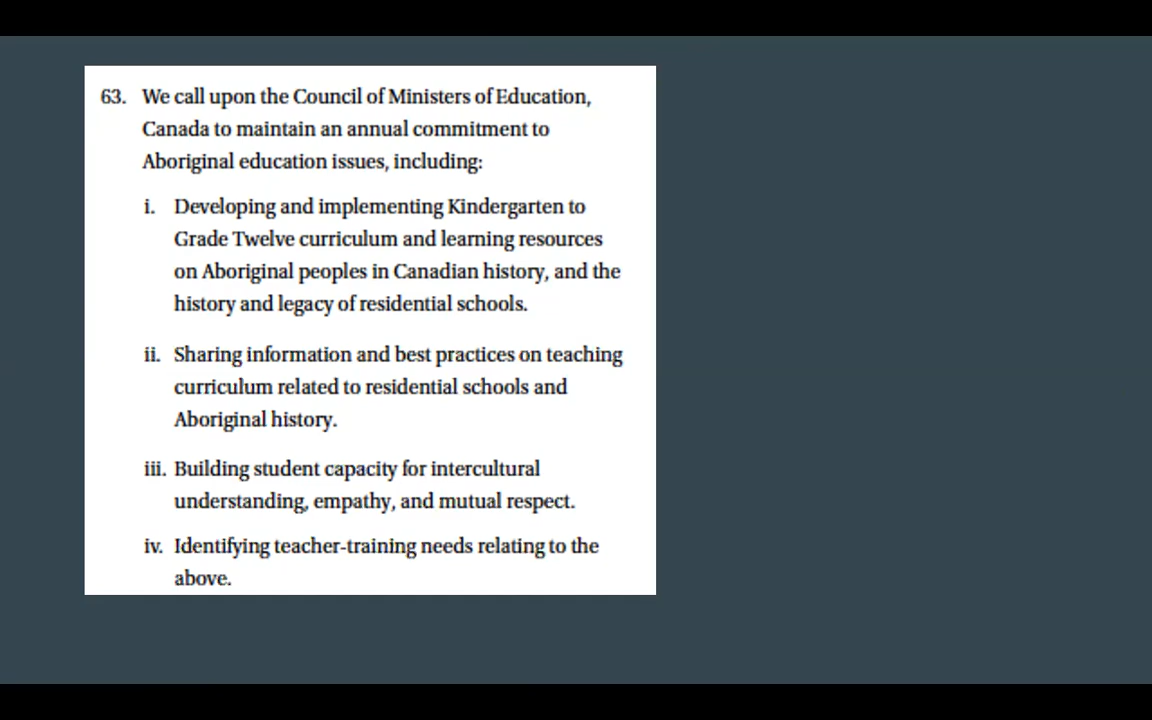 63. We call upon the Council of Ministers of Education,
Canada to maintain an annual commitment to
Aboriginal education issues, including:
i. Developing and implementing Kindergarten to
Grade Twelve curriculum and learning resources
on Aboriginal peoples in Canadian history, and the
history and legacy of residential schools.
ii. Sharing information and best practices on teaching
curriculum related to residential schools and
Aboriginal history.
iii. Building student capacity for intercultural
understanding, empathy, and mutual respect.
iv. Identifying teacher-training needs relating to the
above.